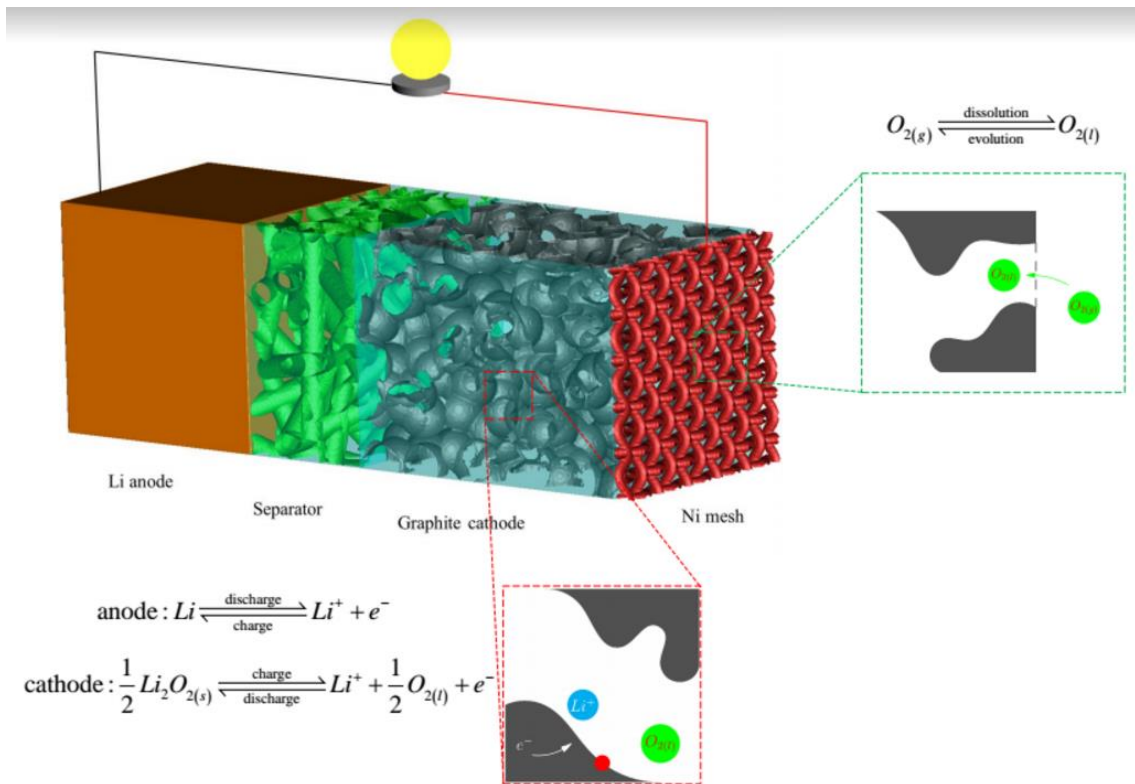 dissolution
O₂(g) ⇌ O₂(l)
evolution
O₂(l)
Li anode
Separator
Graphite cathode
Ni mesh
discharge
anode : Li ⇌ Li⁺ + e⁻
charge
charge
cathode : 1/2 Li₂O₂(s) ⇌ Li⁺ + 1/2 O₂(l) + e⁻
discharge
Li⁺
e⁻
O₂(l)